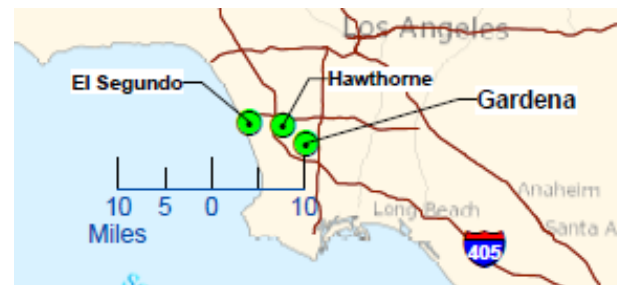 Los Angeles
El Segundo
Hawthorne
Gardena
10 5 0 10
Miles
Long Beach
Anaheim
Santa A
405